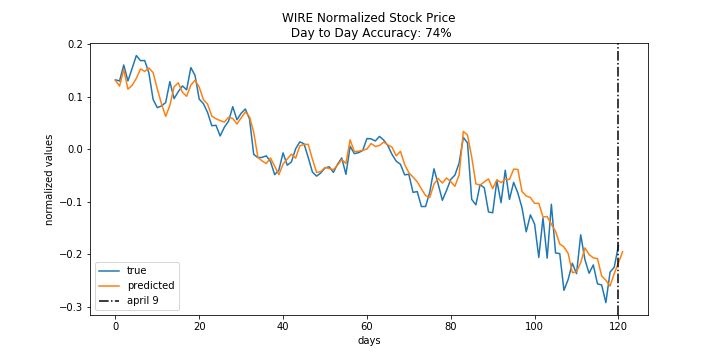 WIRE Normalized Stock Price
Day to Day Accuracy: 74%
normalized values
0.2
0.1
0.0
−0.1
−0.2
−0.3
true
predicted
april 9
0
20
40
60
80
100
120
days